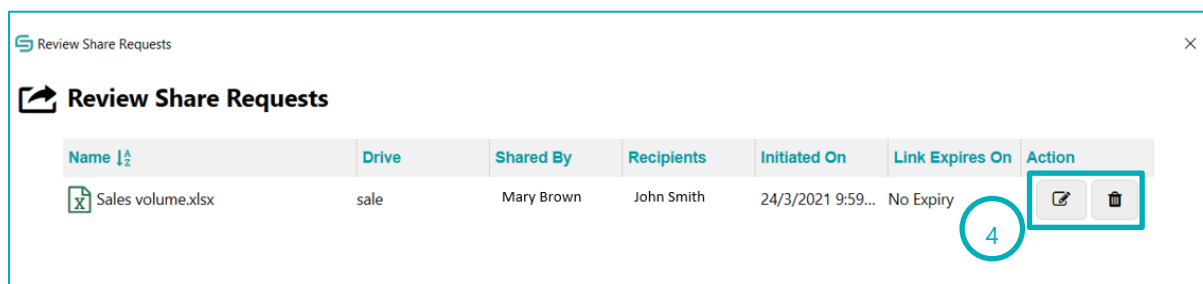 Review Share Requests
Review Share Requests
Name Drive Shared By Recipients Initiated On Link Expires On Action
Sales volume.xlsx sale Mary Brown John Smith 24/3/2021 9:59... No Expiry
4